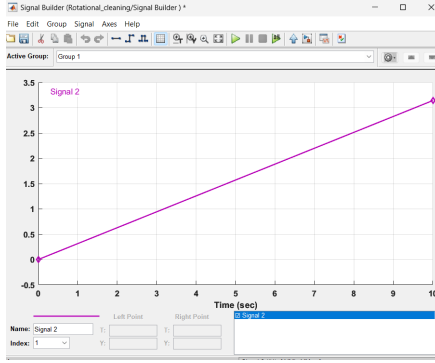 Signal Builder (Rotational_cleaning/Signal Builder ) *
File Edit Group Signal Axes Help
Active Group: Group 1
3.5
Signal 2
3
2.5
2
1.5
1
0.5
0
-0.5
0 1 2 3 4 5 6 7 8 9 10
Time (sec)
Left Point Right Point
Signal 2
Name: Signal 2 Y: Y:
Index: 1 Y: Y: